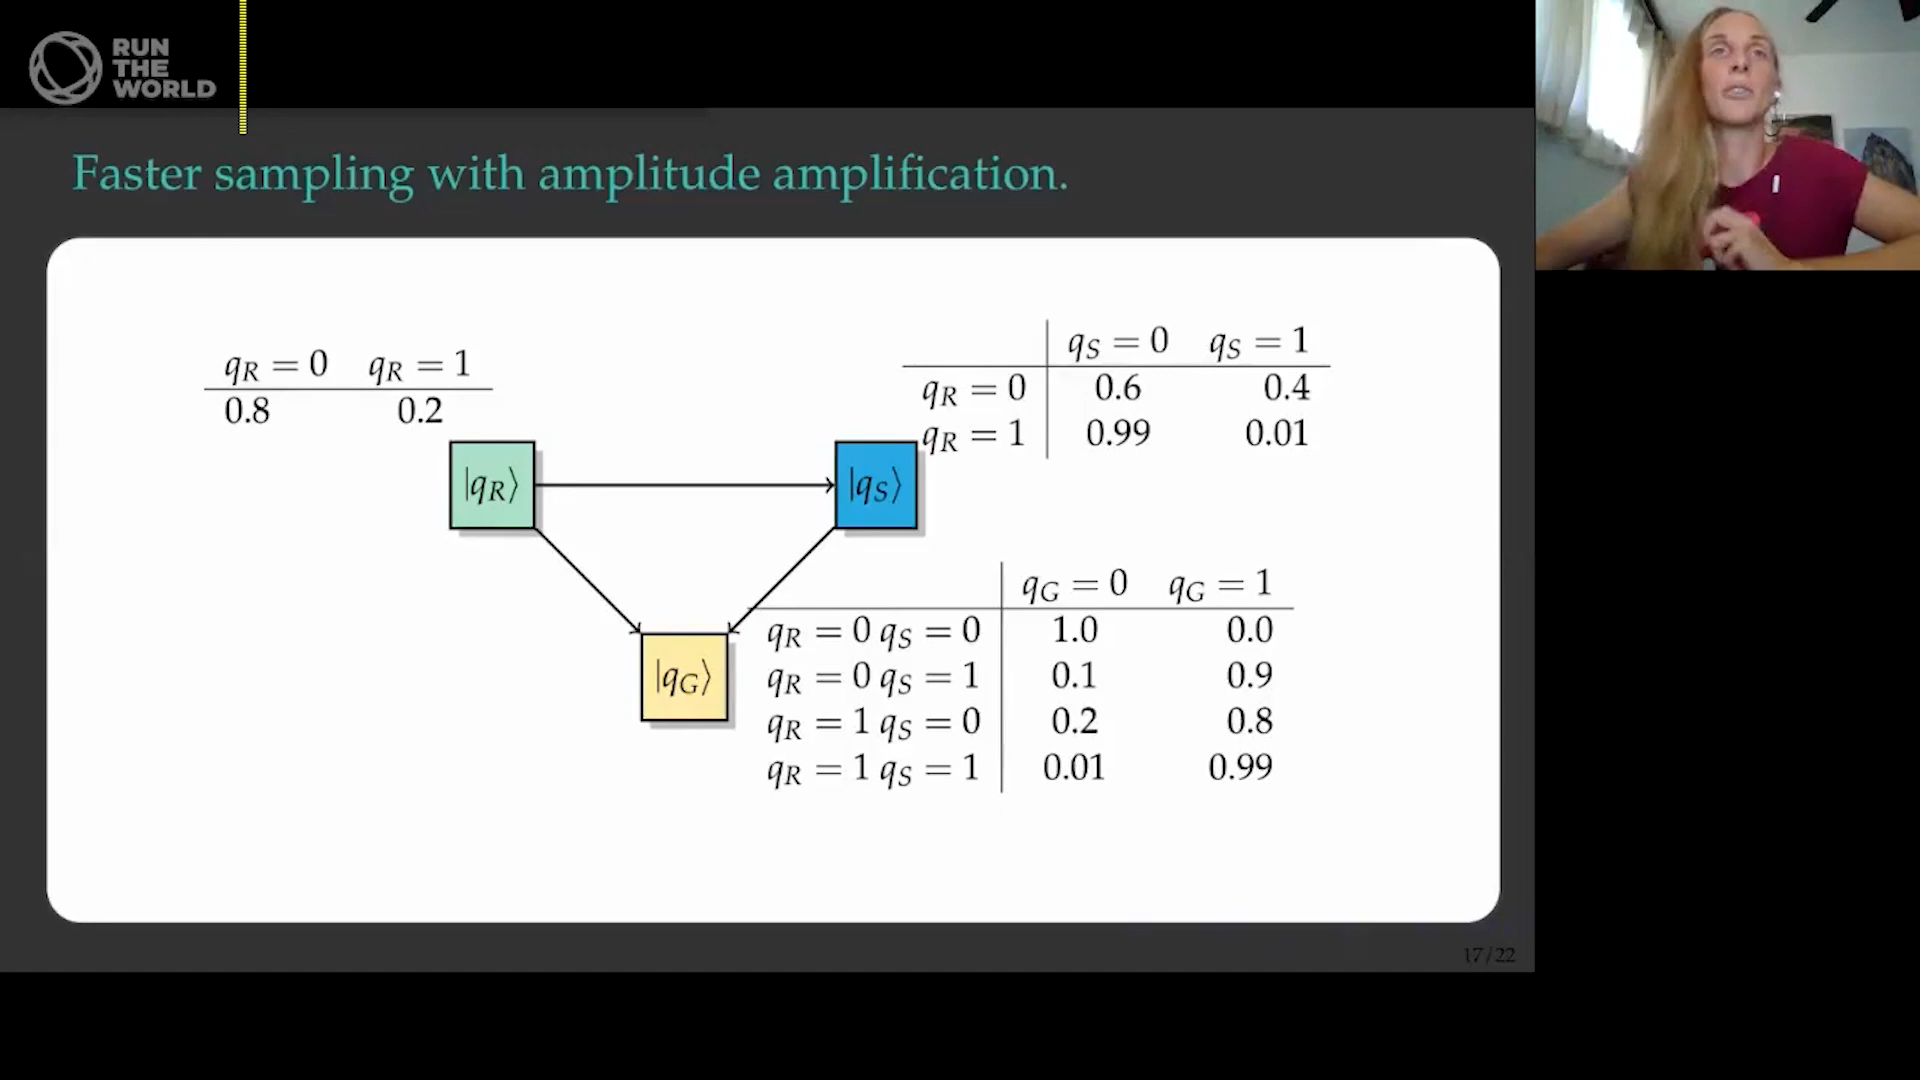 RUN
THE
WORLD
Faster sampling with amplitude amplification.
q_R = 0 q_R = 1
0.8 0.2
q_S = 0 q_S = 1
q_R = 0 0.6 0.4
q_R = 1 0.99 0.01
|q_R⟩
|q_S⟩
|q_G⟩
q_G = 0 q_G = 1
q_R = 0 q_S = 0 1.0 0.0
q_R = 0 q_S = 1 0.1 0.9
q_R = 1 q_S = 0 0.2 0.8
q_R = 1 q_S = 1 0.01 0.99
17/22